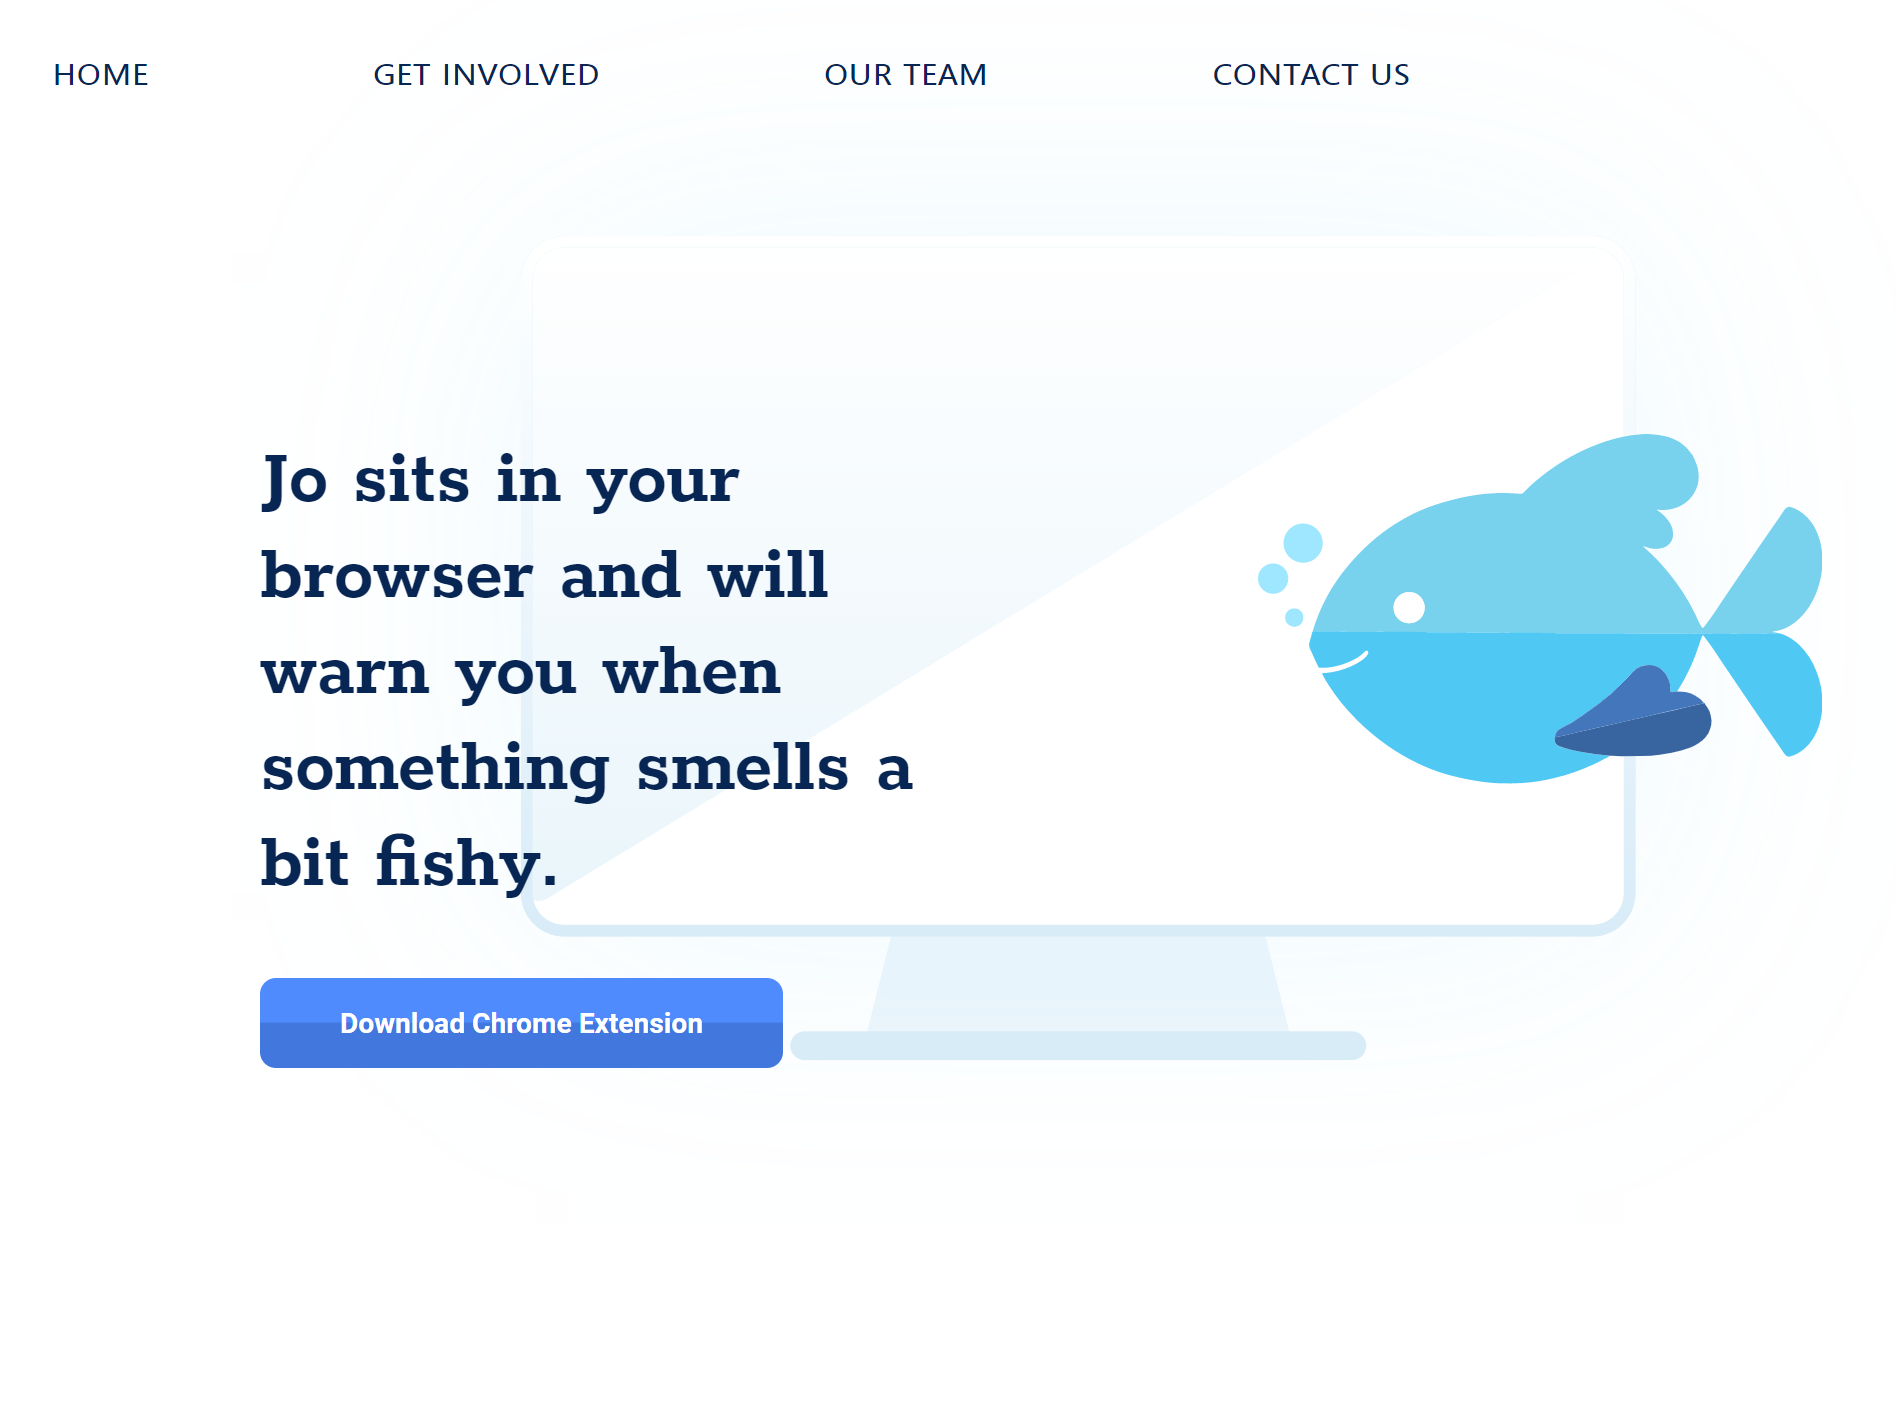 HOME
GET INVOLVED
OUR TEAM
CONTACT US
Jo sits in your
browser and will
warn you when
something smells a
bit fishy.
Download Chrome Extension